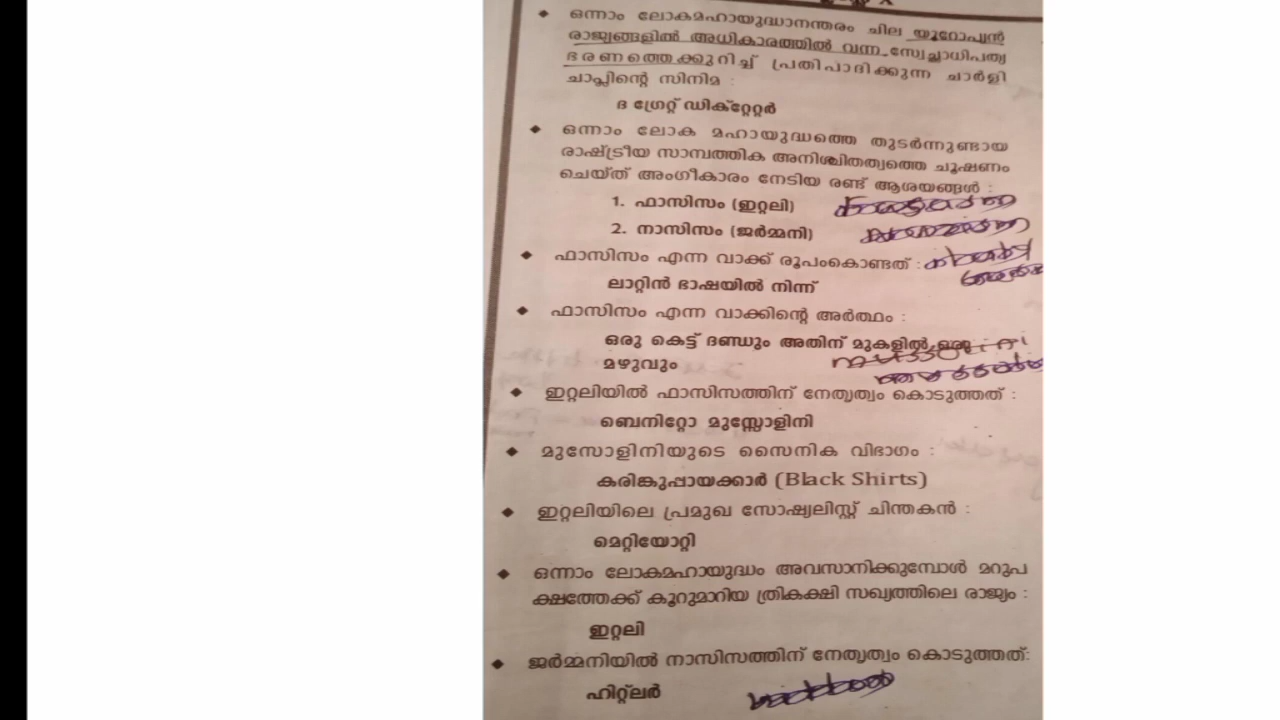 ◆ ഒന്നാം ലോകമഹായുദ്ധാനന്തരം ചില യൂറോപ്യൻ
രാജ്യങ്ങളിൽ അധികാരത്തിൽ വന്ന സ്വേച്ഛാധിപത്യ
ഭരണത്തെക്കുറിച്ച് പ്രതിപാദിക്കുന്ന ചാർളി
ചാപ്ലിന്റെ സിനിമ :
ദ ഗ്രേറ്റ് ഡിക്റ്റേറ്റർ
◆ ഒന്നാം ലോക മഹായുദ്ധത്തെ തുടർന്നുണ്ടായ
രാഷ്ട്രീയ സാമ്പത്തിക അനിശ്ചിതത്വത്തെ ചൂഷണം
ചെയ്ത് അംഗീകാരം നേടിയ രണ്ട് ആശയങ്ങൾ :
1. ഫാസിസം (ഇറ്റലി)
2. നാസിസം (ജർമ്മനി)
◆ ഫാസിസം എന്ന വാക്ക് രൂപംകൊണ്ടത് :
ലാറ്റിൻ ഭാഷയിൽ നിന്ന്
◆ ഫാസിസം എന്ന വാക്കിന്റെ അർത്ഥം :
ഒരു കെട്ട് ദണ്ഡും അതിന് മുകളിൽ ഒരു
മഴുവും
◆ ഇറ്റലിയിൽ ഫാസിസത്തിന് നേതൃത്വം കൊടുത്തത് :
ബെനിറ്റോ മുസ്സോളിനി
◆ മുസോളിനിയുടെ സൈനിക വിഭാഗം :
കരിങ്കുപ്പായക്കാർ (Black Shirts)
◆ ഇറ്റലിയിലെ പ്രമുഖ സോഷ്യലിസ്റ്റ് ചിന്തകൻ :
മെറ്റിയോറ്റി
◆ ഒന്നാം ലോകമഹായുദ്ധം അവസാനിക്കുമ്പോൾ മറുപ
ക്ഷത്തേക്ക് കൂറുമാറിയ ത്രികക്ഷി സഖ്യത്തിലെ രാജ്യം :
ഇറ്റലി
◆ ജർമ്മനിയിൽ നാസിസത്തിന് നേതൃത്വം കൊടുത്തത്:
ഹിറ്റ്ലർ